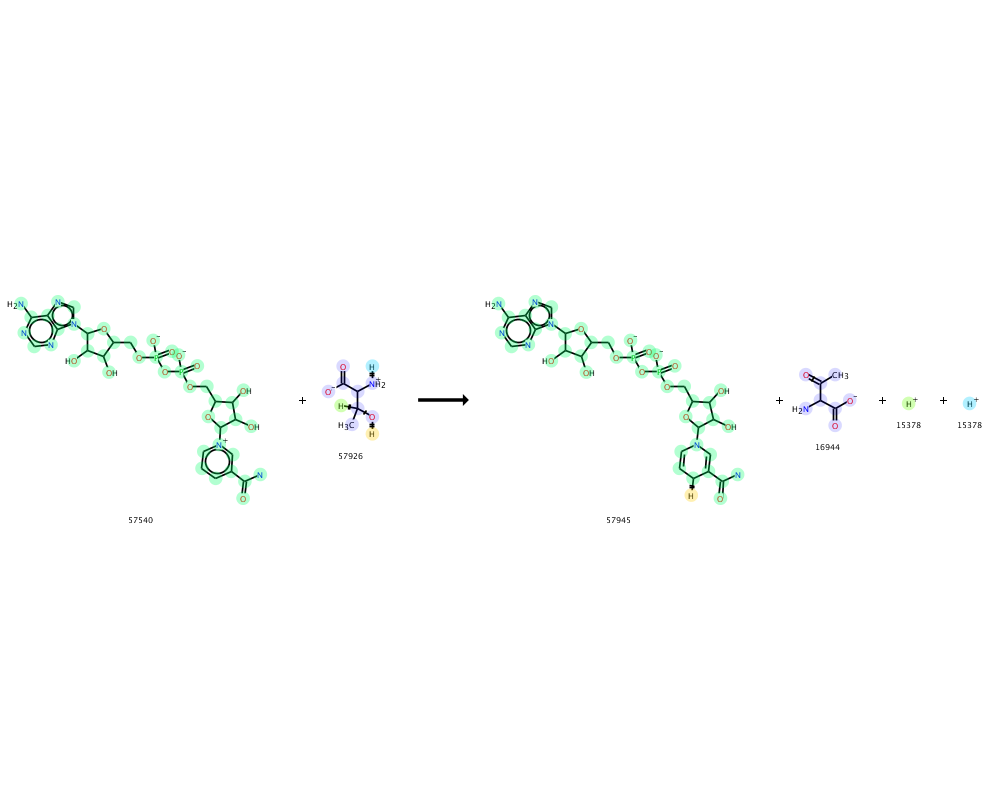 H2N N N N N O HO OH O O- O O- O O O OH OH O N+ N O
57540
+
O O- H NH2+ H O H3C H
57926
H2N N N N N O HO OH O O- O O- O O O OH OH O N N O H
57945
+
O CH3 H2N O- O
16944
+
H+
15378
+
H+
15378